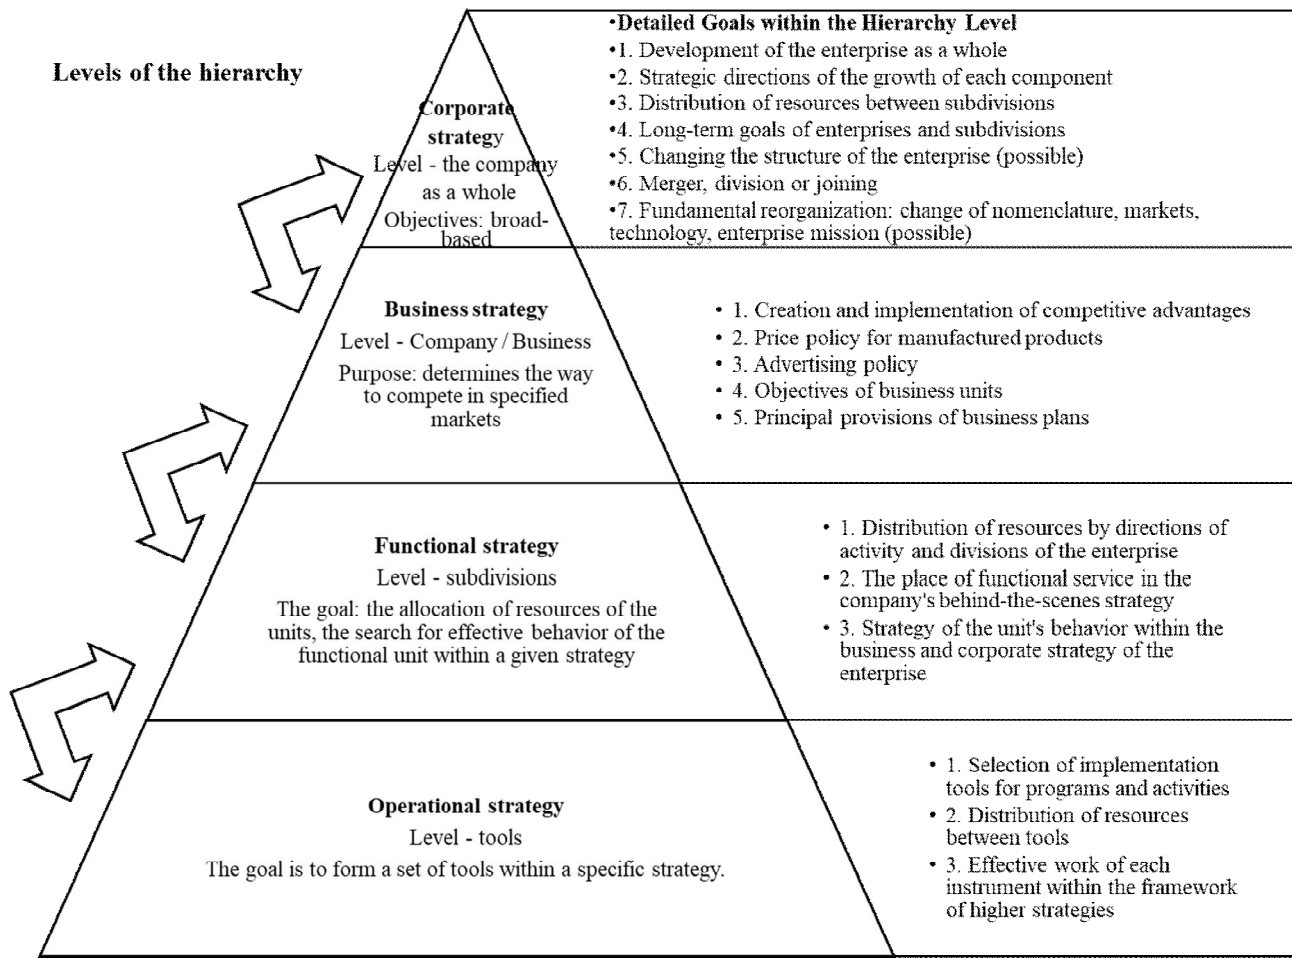 Levels of the hierarchy
Corporate
strategy
Level - the company
as a whole
Objectives: broad-
based
•Detailed Goals within the Hierarchy Level
•1. Development of the enterprise as a whole
•2. Strategic directions of the growth of each component
•3. Distribution of resources between subdivisions
•4. Long-term goals of enterprises and subdivisions
•5. Changing the structure of the enterprise (possible)
•6. Merger, division or joining
•7. Fundamental reorganization: change of nomenclature, markets,
technology, enterprise mission (possible)
Business strategy
Level - Company / Business
Purpose: determines the way
to compete in specified
markets
• 1. Creation and implementation of competitive advantages
• 2. Price policy for manufactured products
• 3. Advertising policy
• 4. Objectives of business units
• 5. Principal provisions of business plans
Functional strategy
Level - subdivisions
The goal: the allocation of resources of the
units, the search for effective behavior of the
functional unit within a given strategy
• 1. Distribution of resources by directions of
activity and divisions of the enterprise
• 2. The place of functional service in the
company's behind-the-scenes strategy
• 3. Strategy of the unit's behavior within the
business and corporate strategy of the
enterprise
Operational strategy
Level - tools
The goal is to form a set of tools within a specific strategy.
• 1. Selection of implementation
tools for programs and activities
• 2. Distribution of resources
between tools
• 3. Effective work of each
instrument within the framework
of higher strategies